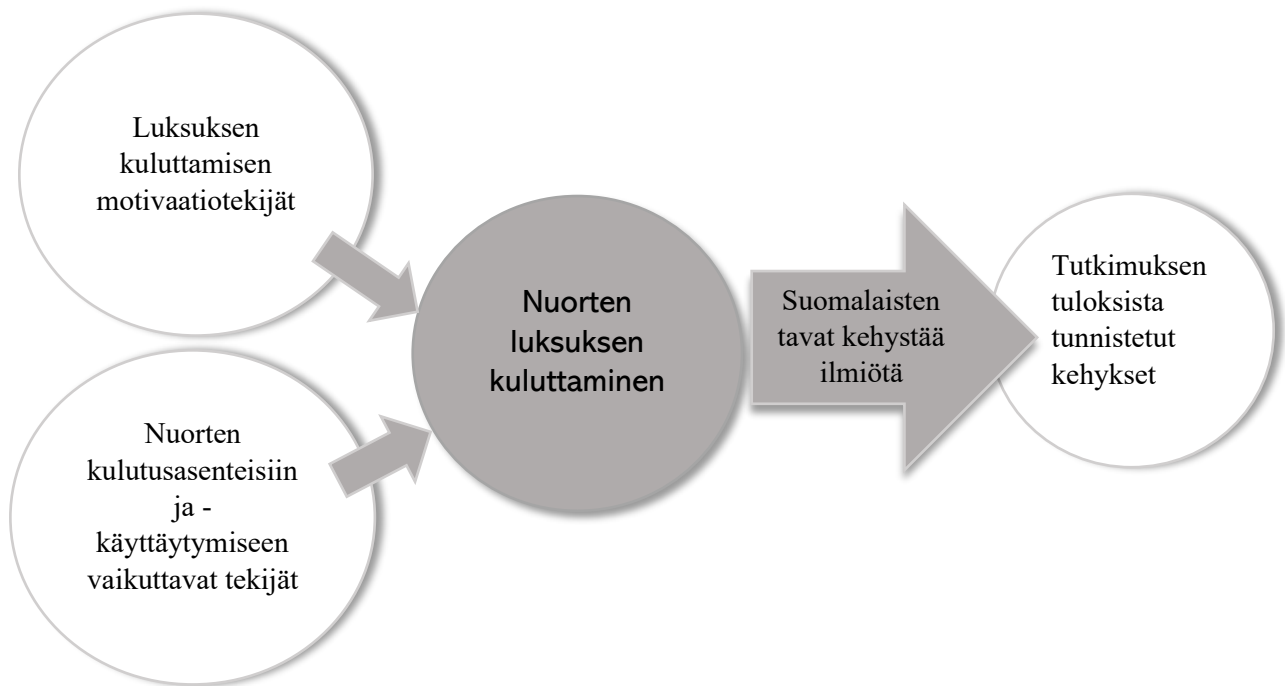 Luksuksen
kuluttamisen
motivaatiotekijät
Nuorten
kulutusasenteisiin
ja -
käyttäytymiseen
vaikuttavat tekijät
Nuorten
luksuksen
kuluttaminen
Suomalaisten
tavat kehystää
ilmiötä
Tutkimuksen
tuloksista
tunnistetut
kehykset